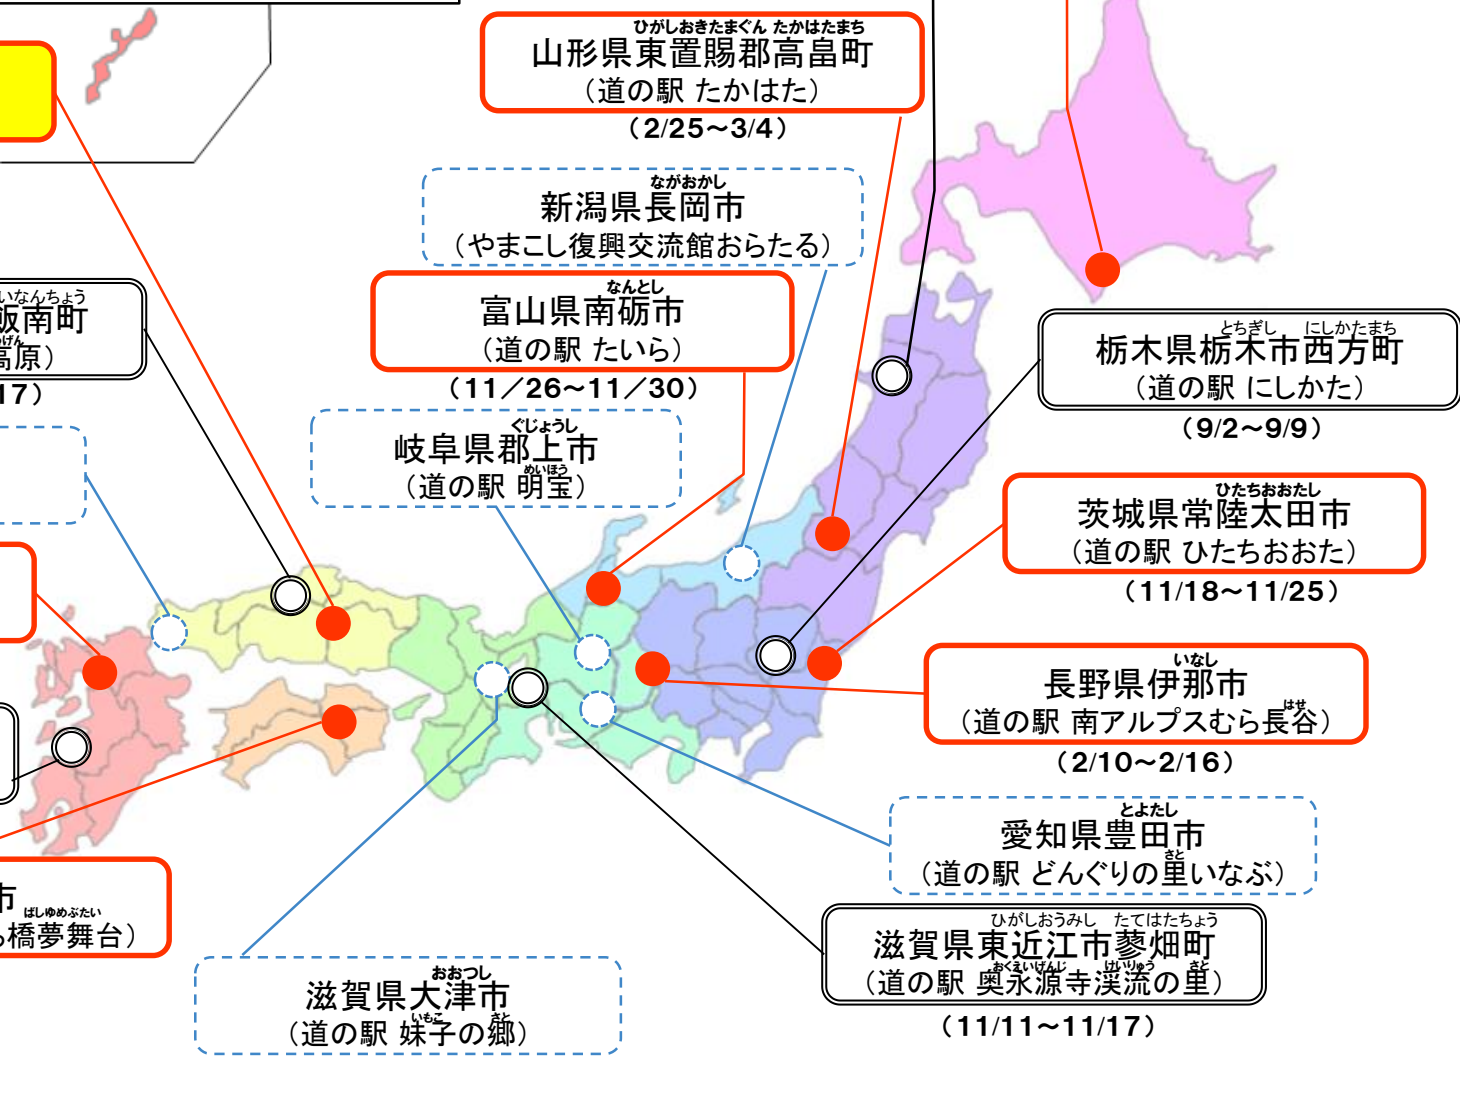 ひがしおきたまぐん たかはたまち
山形県東置賜郡高畠町
（道の駅 たかはた）
（2/25～3/4）
ながおかし
新潟県長岡市
（やまこし復興交流館おらたる）
なんとし
富山県南砺市
（道の駅 たいら）
（11／26～11／30）
いなんちょう
飯南町
高原）
17）
ぐじょうし
岐阜県郡上市
めいほう
（道の駅 明宝）
とちぎし にしかたまち
栃木県栃木市西方町
（道の駅 にしかた）
（9/2～9/9）
ひたちおおたし
茨城県常陸太田市
（道の駅 ひたちおおた）
（11/18～11/25）
いなし
長野県伊那市
はせ
（道の駅 南アルプスむら長谷）
（2/10～2/16）
とよたし
愛知県豊田市
さと
（道の駅 どんぐりの里いなぶ）
市
ばしゆめぶたい
橋夢舞台）
ひがしおうみし たてはたちょう
滋賀県東近江市蓼畑町
おくえいげんじ けいりゅう さと
（道の駅 奥永源寺渓流の里）
（11/11～11/17）
おおつし
滋賀県大津市
いもこ さと
（道の駅 妹子の郷）